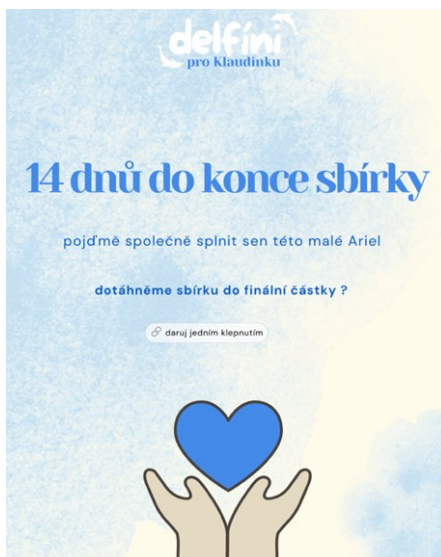 delfíni
pro Klaudinku
14 dnů do konce sbírky
pojďmě společně splnit sen této malé Ariel
dotáhněme sbírku do finální částky ?
daruj jedním klepnutím